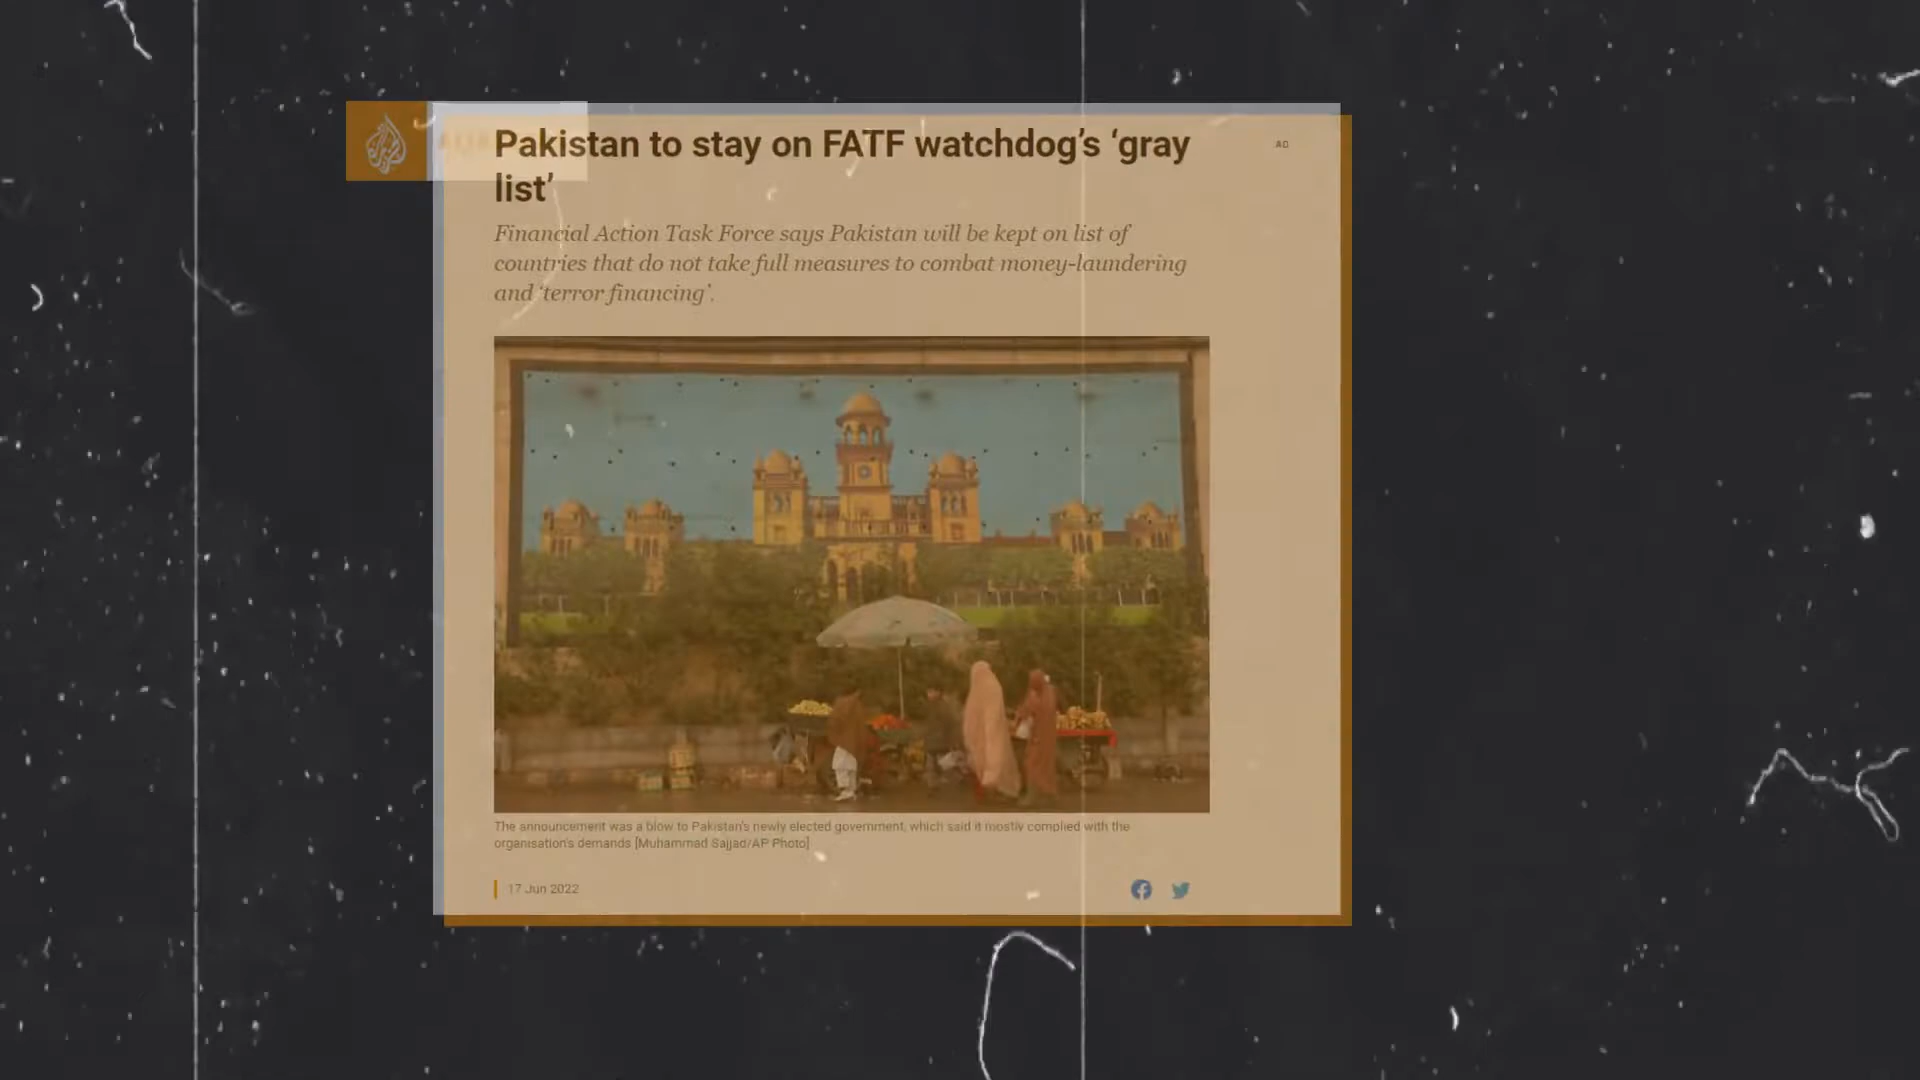 Pakistan to stay on FATF watchdog’s ‘gray
list’
AD
Financial Action Task Force says Pakistan will be kept on list of
countries that do not take full measures to combat money-laundering
and ‘terror financing’.
The announcement was a blow to Pakistan's newly elected government, which said it mostly complied with the
organisation's demands [Muhammad Sajjad/AP Photo]
17 Jun 2022